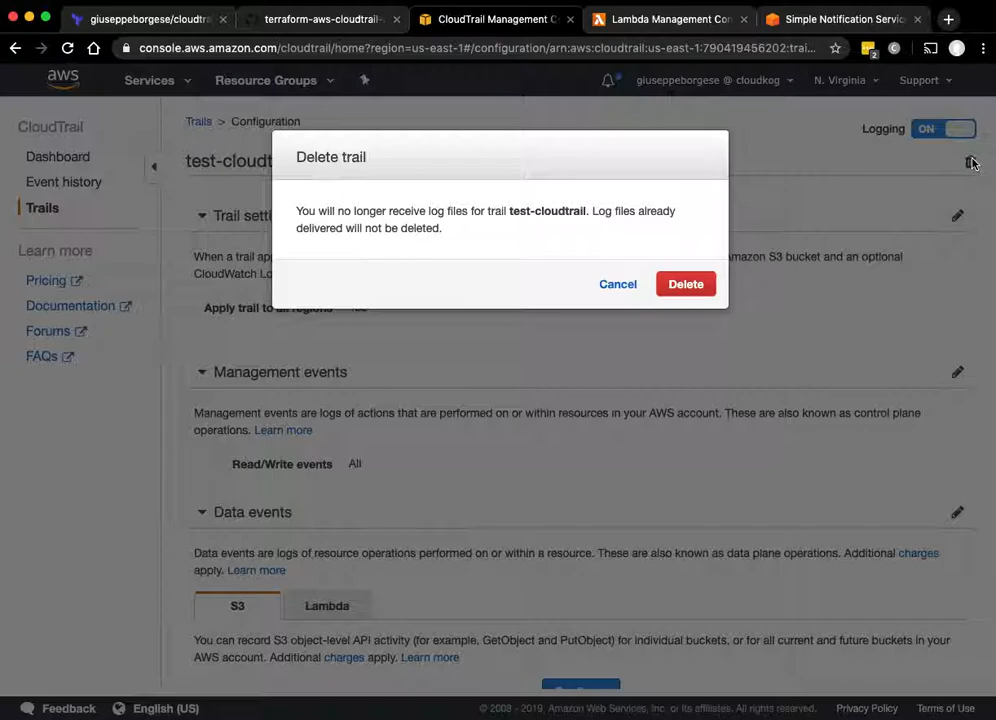 giuseppeborgese/cloudtra
terraform-aws-cloudtrail-
CloudTrail Management C
Lambda Management Con
Simple Notification Servic
console.aws.amazon.com/cloudtrail/home?region=us-east-1#/configuration/arn:aws:cloudtrail:us-east-1:790419456202:trai...
2
C
aws
Services
Resource Groups
giuseppeborgese @ cloudkog
N. Virginia
Support
CloudTrail
Dashboard
Event history
Trails
Learn more
Pricing
Documentation
Forums
FAQs
Trails > Configuration
Logging ON
test-cloudt
Delete trail
You will no longer receive log files for trail test-cloudtrail. Log files already
delivered will not be deleted.
Cancel
Delete
Trail setti
When a trail app
mazon S3 bucket and an optional
CloudWatch Lo
Apply trail to all regions
Management events
Management events are logs of actions that are performed on or within resources in your AWS account. These are also known as control plane
operations. Learn more
Read/Write events All
Data events
Data events are logs of resource operations performed on or within a resource. These are also known as data plane operations. Additional charges
apply. Learn more
S3
Lambda
You can record S3 object-level API activity (for example, GetObject and PutObject) for individual buckets, or for all current and future buckets in your
AWS account. Additional charges apply. Learn more
Feedback
English (US)
© 2008 - 2019, Amazon Web Services, Inc. or its affiliates. All rights reserved.
Privacy Policy
Terms of Use